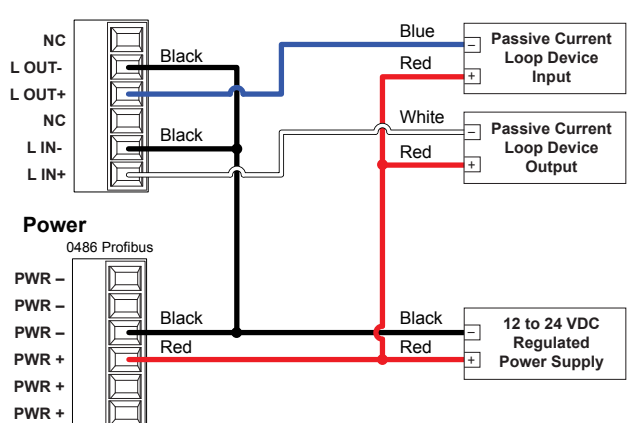 NC
L OUT-
L OUT+
NC
L IN-
L IN+
Black
Black
Blue
Red
White
Red
− Passive Current
Loop Device
+ Input
− Passive Current
Loop Device
+ Output
Power
0486 Profibus
PWR –
PWR –
PWR –
PWR +
PWR +
PWR +
Black
Red
Black
Red
− 12 to 24 VDC
Regulated
+ Power Supply